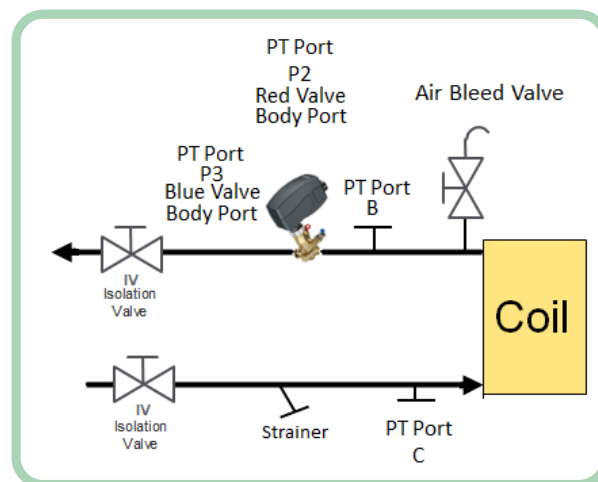 PT Port
P2
Red Valve
Body Port
Air Bleed Valve
PT Port
P3
Blue Valve
Body Port
PT Port
B
IV
Isolation
Valve
Coil
IV
Isolation
Valve
Strainer
PT Port
C